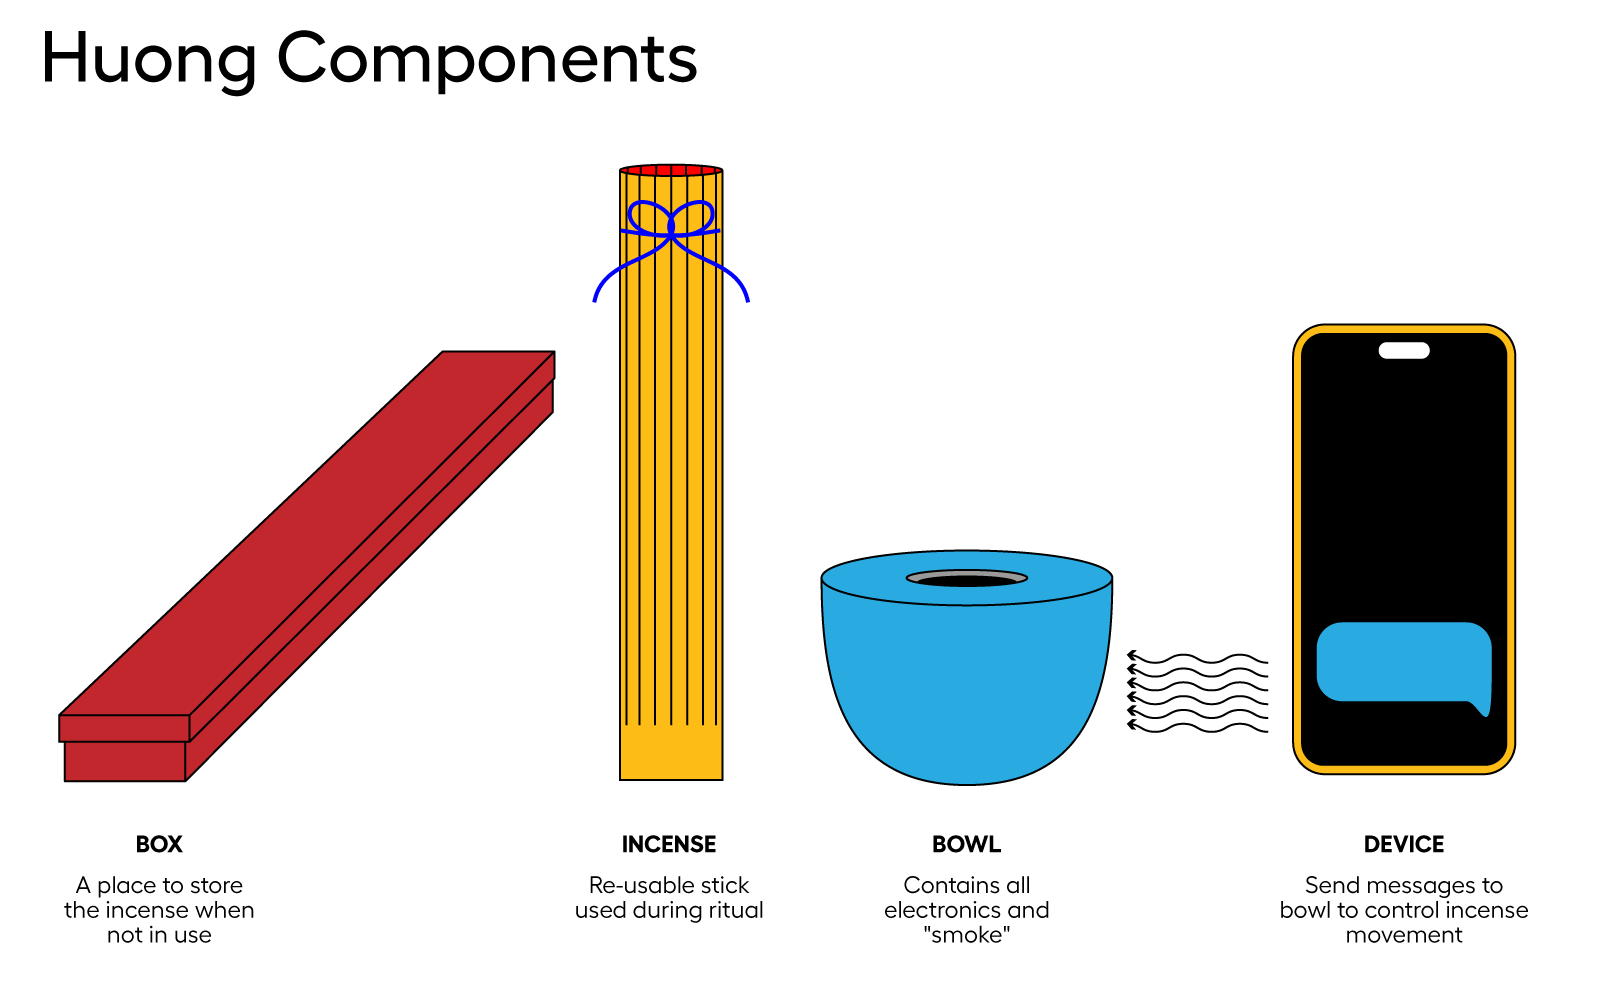 Huong Components
BOX
A place to store
the incense when
not in use
INCENSE
Re-usable stick
used during ritual
BOWL
Contains all
electronics and
"smoke"
DEVICE
Send messages to
bowl to control incense
movement